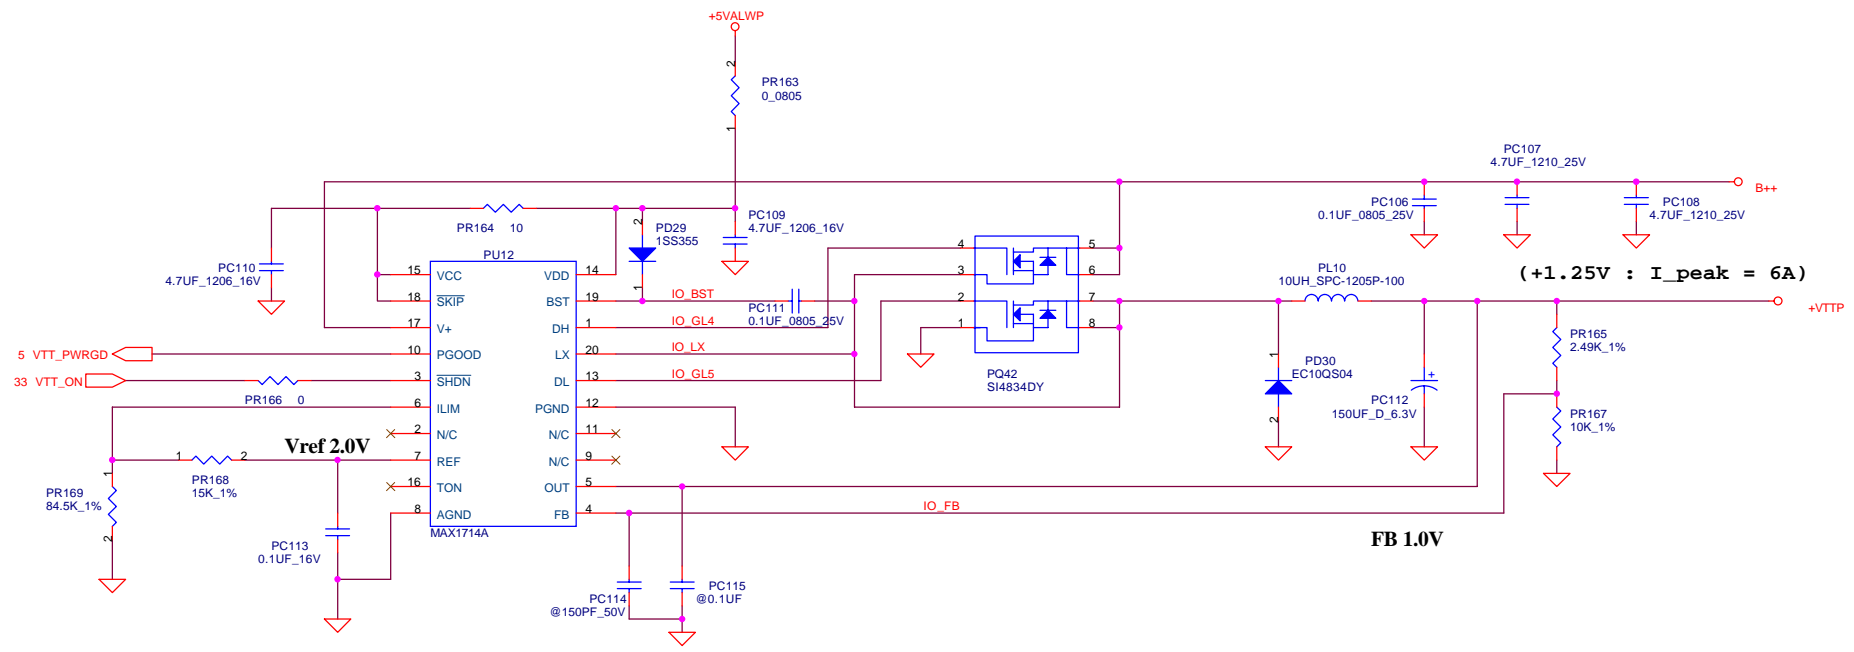 +5VALWP
2
PR163
0_0805
1
PC107
4.7UF_1210_25V
B++
PC106
0.1UF_0805_25V
PC108
4.7UF_1210_25V
PR164 10
2
PD29
1SS355
1
PC109
4.7UF_1206_16V
PC110
4.7UF_1206_16V
PU12
15 VCC
18 SKIP
17 V+
10 PGOOD
3 SHDN
6 ILIM
2 N/C
7 REF
16 TON
8 AGND
VDD 14
BST 19
DH 1
LX 20
DL 13
PGND 12
N/C 11
N/C 9
OUT 5
FB 4
MAX1714A
IO_BST
PC111
0.1UF_0805_25V
IO_GL4
IO_LX
IO_GL5
4
3
2
1
5
6
7
8
PQ42
SI4834DY
PL10
10UH_SPC-1205P-100
(+1.25V : I_peak = 6A)
+VTTP
1
PD30
EC10QS04
2
+
PC112
150UF_D_6.3V
PR165
2.49K_1%
PR167
10K_1%
5 VTT_PWRGD
33 VTT_ON
PR166 0
Vref 2.0V
1
2
PR168
15K_1%
1
PR169
84.5K_1%
2
PC113
0.1UF_16V
IO_FB
FB 1.0V
PC114
@150PF_50V
PC115
@0.1UF